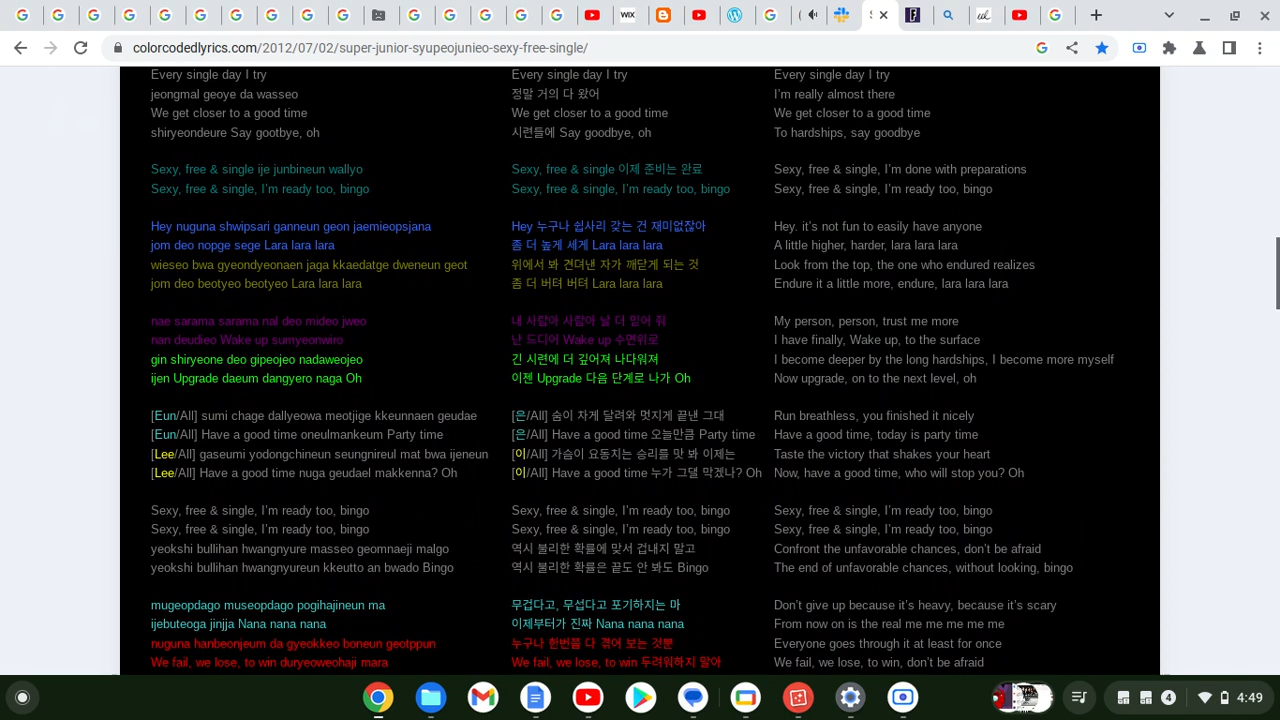 colorcodedlyrics.com/2012/07/02/super-junior-syupeojunieo-sexy-free-single/
Every single day I try
jeongmal geoye da wasseo
We get closer to a good time
shiryeondeure Say gootbye, oh
Sexy, free & single ije junbineun wallyo
Sexy, free & single, I'm ready too, bingo
Hey nuguna shwipsari ganneun geon jaemieopsjana
jom deo nopge sege Lara lara lara
wieseo bwa gyeondyeonaen jaga kkaedatge dweneun geot
jom deo beotyeo beotyeo Lara lara lara
nae sarama sarama nal deo mideo jweo
nan deudieo Wake up sumyeonwiro
gin shiryeone deo gipeojeo nadaweojeo
ijen Upgrade daeum dangyero naga Oh
[Eun/All] sumi chage dallyeowa meotjige kkeunnaen geudae
[Eun/All] Have a good time oneulmankeum Party time
[Lee/All] gaseumi yodongchineun seungnireul mat bwa ijeneun
[Lee/All] Have a good time nuga geudael makkenna? Oh
Sexy, free & single, I'm ready too, bingo
Sexy, free & single, I'm ready too, bingo
yeokshi bullihan hwangnyure masseo geomnaeji malgo
yeokshi bullihan hwangnyureun kkeutto an bwado Bingo
mugeopdago museopdago pogihajineun ma
ijebuteoga jinjja Nana nana nana
nuguna hanbeonjeum da gyeokkeo boneun geotppun
We fail, we lose, to win duryeoweohaji mara
Every single day I try
정말 거의 다 왔어
We get closer to a good time
시련들에 Say goodbye, oh
Sexy, free & single 이제 준비는 완료
Sexy, free & single, I'm ready too, bingo
Hey 누구나 쉽사리 갖는 건 재미없잖아
좀 더 높게 세게 Lara lara lara
위에서 봐 견뎌낸 자가 깨닫게 되는 것
좀 더 버텨 버텨 Lara lara lara
내 사람아 사람아 날 더 믿어 줘
난 드디어 Wake up 수면위로
긴 시련에 더 깊어져 나다워져
이젠 Upgrade 다음 단계로 나가 Oh
[은/All] 숨이 차게 달려와 멋지게 끝낸 그대
[은/All] Have a good time 오늘만큼 Party time
[이/All] 가슴이 요동치는 승리를 맛 봐 이제는
[이/All] Have a good time 누가 그댈 막겠나? Oh
Sexy, free & single, I'm ready too, bingo
Sexy, free & single, I'm ready too, bingo
역시 불리한 확률에 맞서 겁내지 말고
역시 불리한 확률은 끝도 안 봐도 Bingo
무겁다고, 무섭다고 포기하지는 마
이제부터가 진짜 Nana nana nana
누구나 한번쯤 다 겪어 보는 것뿐
We fail, we lose, to win 두려워하지 말아
Every single day I try
I'm really almost there
We get closer to a good time
To hardships, say goodbye
Sexy, free & single, I'm done with preparations
Sexy, free & single, I'm ready too, bingo
Hey. it's not fun to easily have anyone
A little higher, harder, lara lara lara
Look from the top, the one who endured realizes
Endure it a little more, endure, lara lara lara
My person, person, trust me more
I have finally, Wake up, to the surface
I become deeper by the long hardships, I become more myself
Now upgrade, on to the next level, oh
Run breathless, you finished it nicely
Have a good time, today is party time
Taste the victory that shakes your heart
Now, have a good time, who will stop you? Oh
Sexy, free & single, I'm ready too, bingo
Sexy, free & single, I'm ready too, bingo
Confront the unfavorable chances, don't be afraid
The end of unfavorable chances, without looking, bingo
Don't give up because it's heavy, because it's scary
From now on is the real me me me me me
Everyone goes through it at least for once
We fail, we lose, to win, don't be afraid
4
4:49